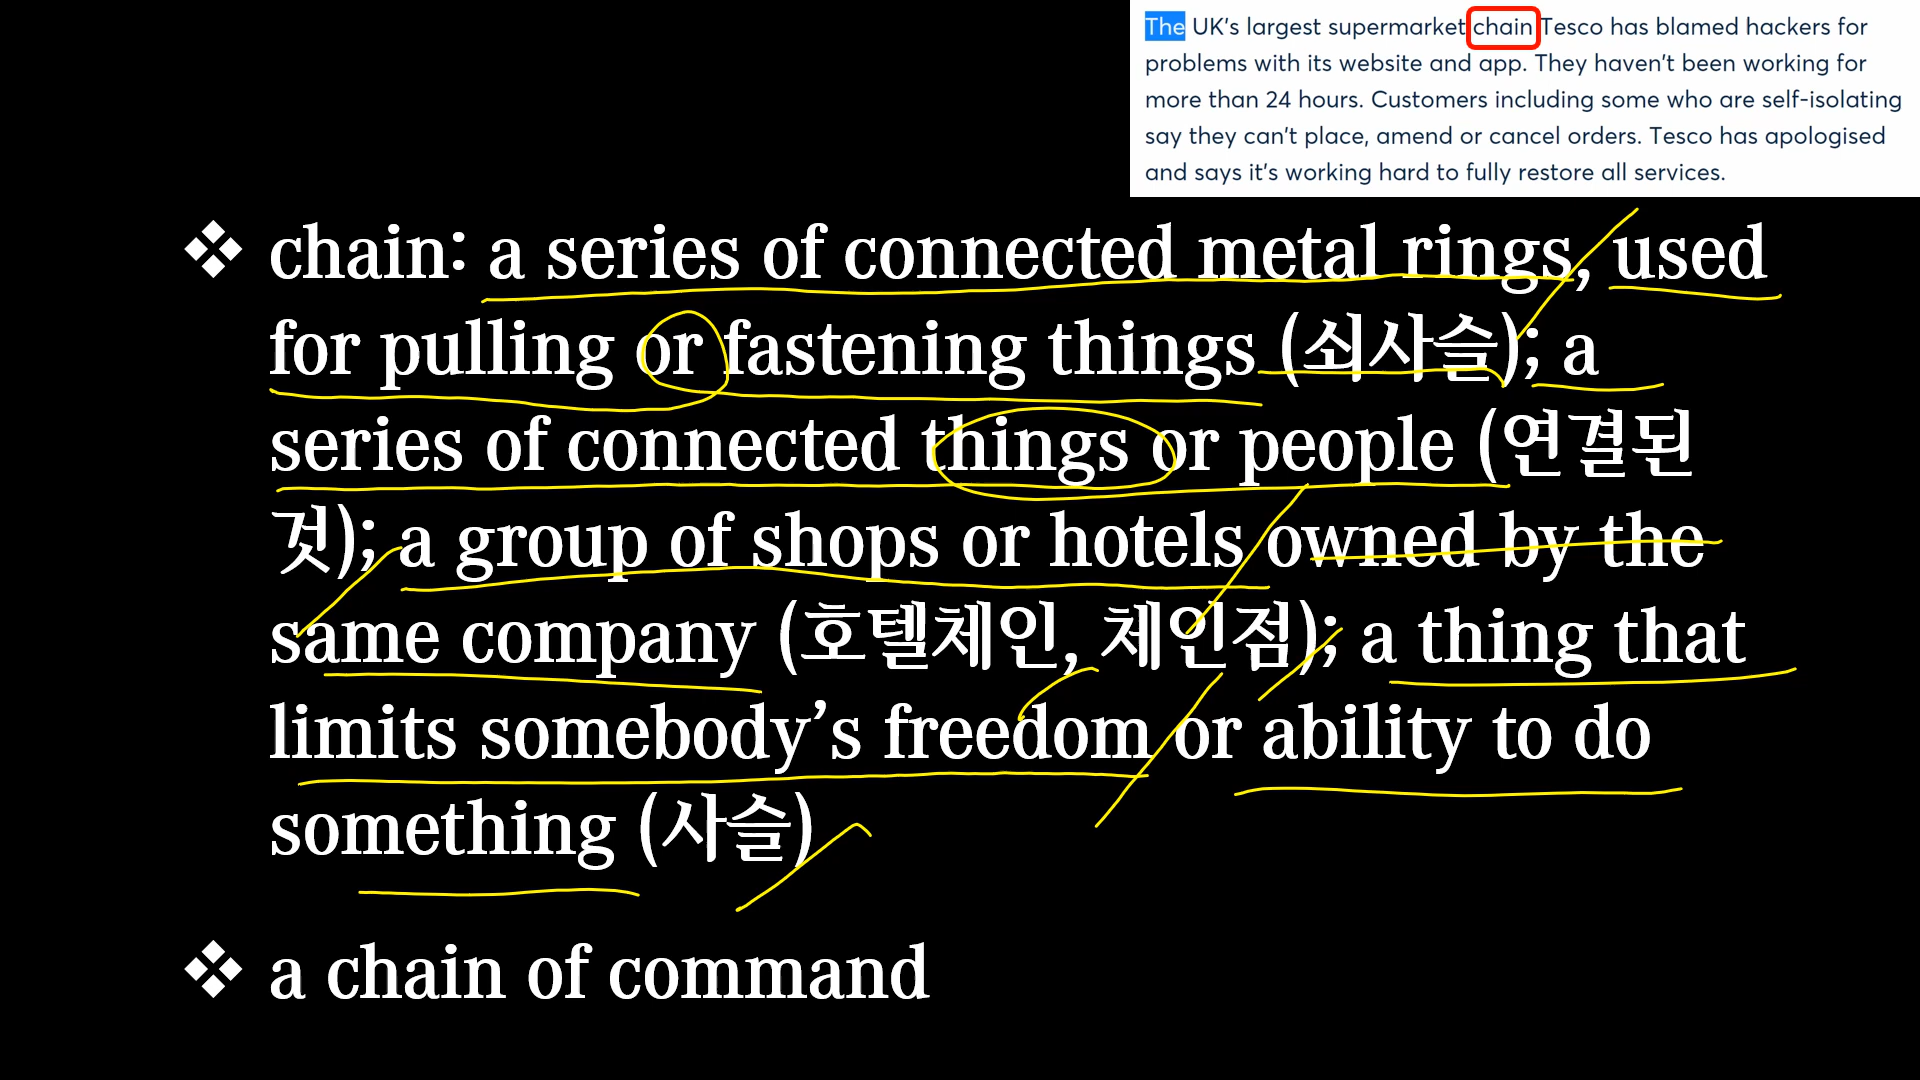 The UK's largest supermarket chain Tesco has blamed hackers for
problems with its website and app. They haven't been working for
more than 24 hours. Customers including some who are self-isolating
say they can't place, amend or cancel orders. Tesco has apologised
and says it's working hard to fully restore all services.
❖ chain: a series of connected metal rings, used
for pulling or fastening things (쇠사슬); a
series of connected things or people (연결된
것); a group of shops or hotels owned by the
same company (호텔체인, 체인점); a thing that
limits somebody’s freedom or ability to do
something (사슬)
❖ a chain of command